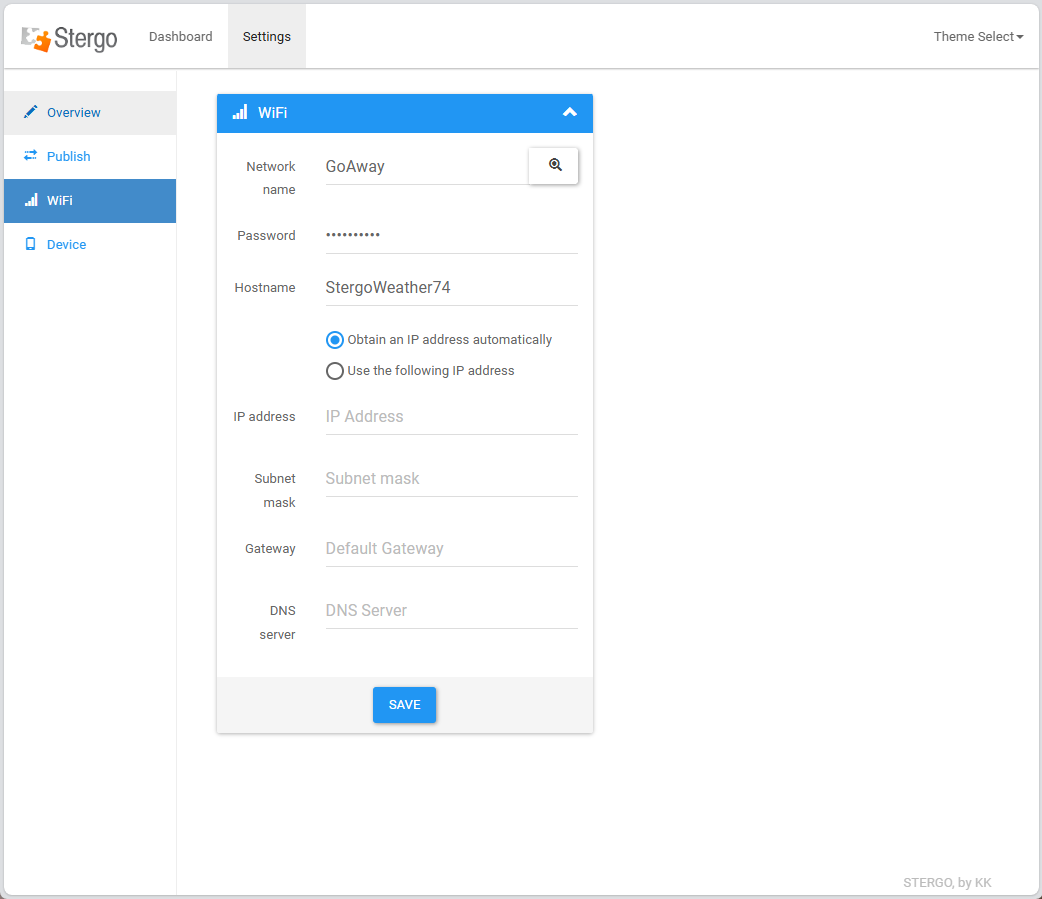 Stergo
Dashboard
Settings
Theme Select
Overview
Publish
WiFi
Device
WiFi
Network
name
GoAway
Password
••••••••••
Hostname
StergoWeather74
Obtain an IP address automatically
Use the following IP address
IP address
IP Address
Subnet
mask
Subnet mask
Gateway
Default Gateway
DNS
server
DNS Server
SAVE
STERGO, by KK